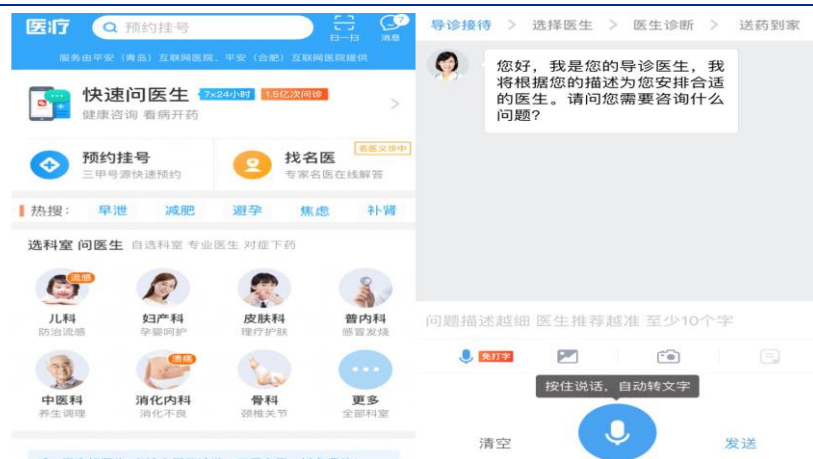 医疗
预约挂号
扫一扫
消息
7
服务由平安（青岛）互联网医院、平安（合肥）互联网医院提供
快速问医生 7×24小时 1.5亿次问诊
健康咨询 看病开药
预约挂号
三甲号源快速预约
找名医
名医义诊中
专家名医在线解答
热搜： 早泄 减肥 避孕 焦虑 补肾
选科室 问医生 自选科室 专业医生 对症下药
流感
儿科 妇产科 皮肤科 普内科
防治流感 孕婴呵护 理疗护肤 感冒发烧
溃疡
中医科 消化内科 骨科 更多
养生调理 消化不良 颈椎关节 全部科室
导诊接待 > 选择医生 > 医生诊断 > 送药到家
您好，我是您的导诊医生，我
将根据您的描述为您安排合适
的医生。请问您需要咨询什么
问题？
问题描述越细 医生推荐越准 至少10个字
免打字
按住说话，自动转文字
清空
发送